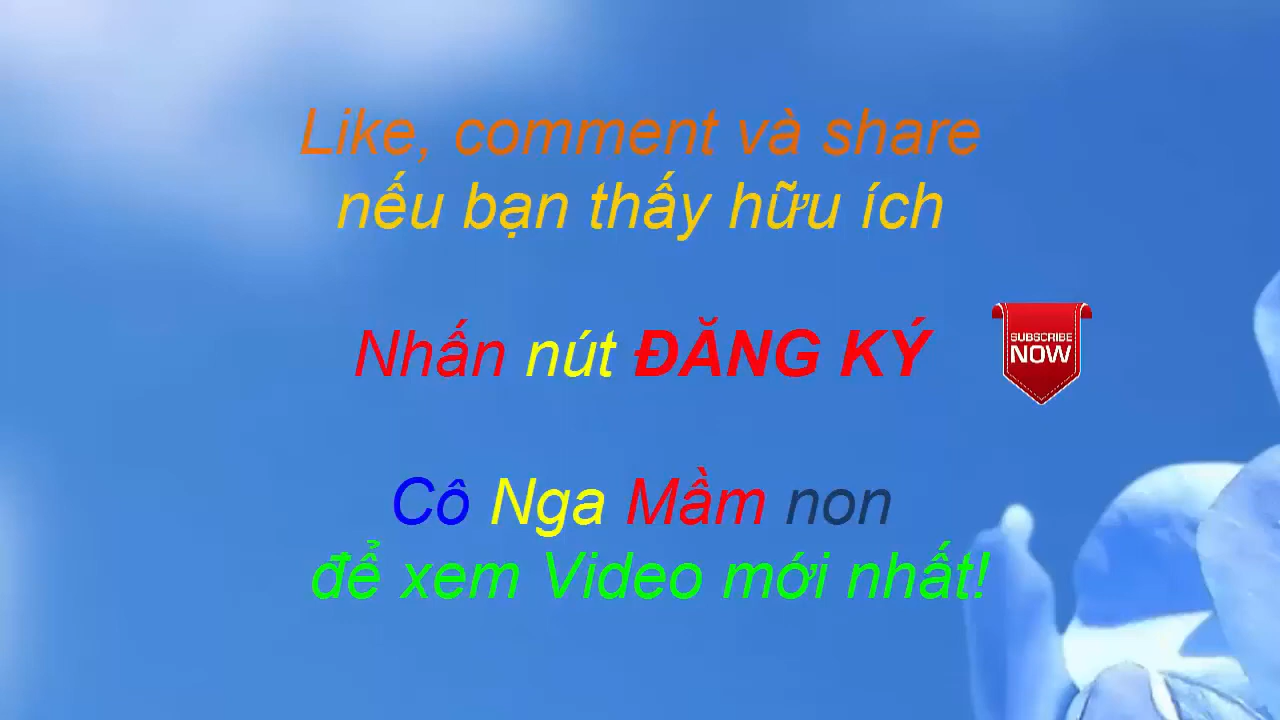 Like, comment và share
nếu bạn thấy hữu ích
Nhấn nút ĐĂNG KÝ
SUBSCRIBE
NOW
Cô Nga Mầm non
để xem Video mới nhất!